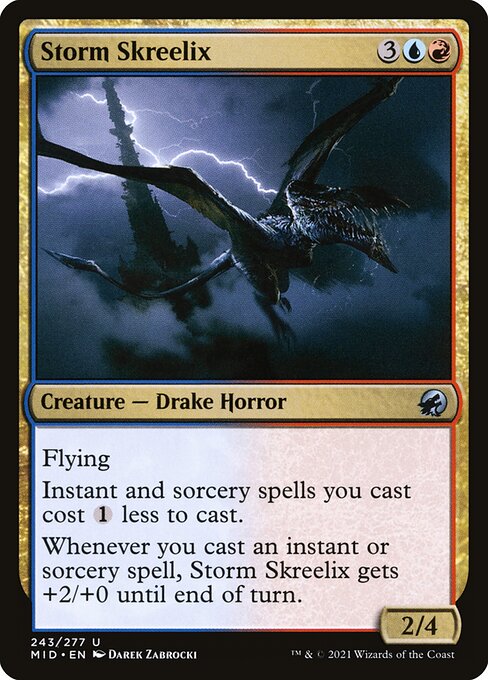 Storm Skreelix 3
Creature — Drake Horror
Flying
Instant and sorcery spells you cast
cost 1 less to cast.
Whenever you cast an instant or
sorcery spell, Storm Skreelix gets
+2/+0 until end of turn.
2/4
243/277 U
MID • EN Darek Zabrocki ™ & © 2021 Wizards of the Coast